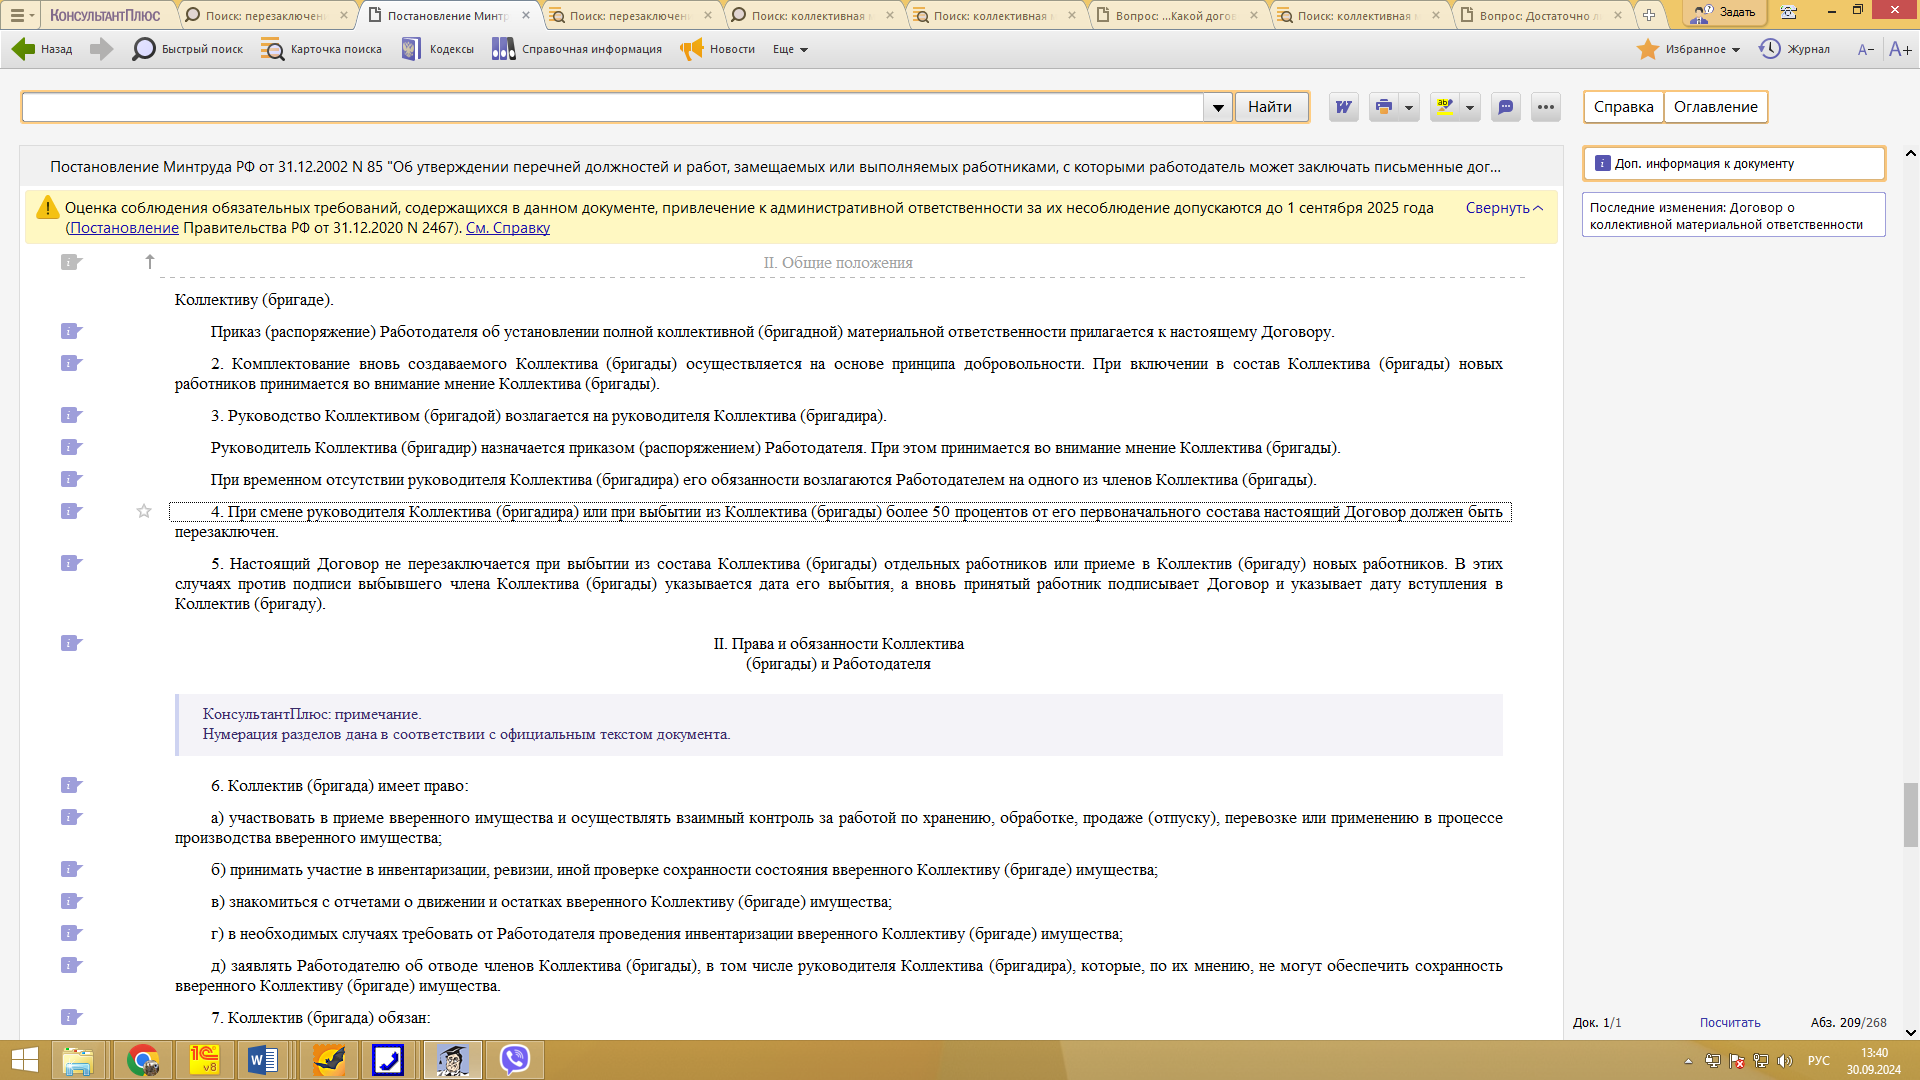 КонсультантПлюс
Поиск: перезаключени
Постановление Минтр
Поиск: перезаключени
Поиск: коллективная м
Поиск: коллективная м
Вопрос: ...Какой догов
Поиск: коллективная м
Вопрос: Достаточно л
Задать
Назад
Быстрый поиск
Карточка поиска
Кодексы
Справочная информация
Новости
Еще
Избранное
Журнал
A−
A+
Найти
Справка
Оглавление
Постановление Минтруда РФ от 31.12.2002 N 85 "Об утверждении перечней должностей и работ, замещаемых или выполняемых работниками, с которыми работодатель может заключать письменные дог...
Доп. информация к документу
Последние изменения: Договор о
коллективной материальной ответственности
Оценка соблюдения обязательных требований, содержащихся в данном документе, привлечение к административной ответственности за их несоблюдение допускаются до 1 сентября 2025 года
(Постановление Правительства РФ от 31.12.2020 N 2467). См. Справку
Свернуть
II. Общие положения
Коллективу (бригаде).
Приказ (распоряжение) Работодателя об установлении полной коллективной (бригадной) материальной ответственности прилагается к настоящему Договору.
2. Комплектование вновь создаваемого Коллектива (бригады) осуществляется на основе принципа добровольности. При включении в состав Коллектива (бригады) новых
работников принимается во внимание мнение Коллектива (бригады).
3. Руководство Коллективом (бригадой) возлагается на руководителя Коллектива (бригадира).
Руководитель Коллектива (бригадир) назначается приказом (распоряжением) Работодателя. При этом принимается во внимание мнение Коллектива (бригады).
При временном отсутствии руководителя Коллектива (бригадира) его обязанности возлагаются Работодателем на одного из членов Коллектива (бригады).
4. При смене руководителя Коллектива (бригадира) или при выбытии из Коллектива (бригады) более 50 процентов от его первоначального состава настоящий Договор должен быть
перезаключен.
5. Настоящий Договор не перезаключается при выбытии из состава Коллектива (бригады) отдельных работников или приеме в Коллектив (бригаду) новых работников. В этих
случаях против подписи выбывшего члена Коллектива (бригады) указывается дата его выбытия, а вновь принятый работник подписывает Договор и указывает дату вступления в
Коллектив (бригаду).
II. Права и обязанности Коллектива
(бригады) и Работодателя
КонсультантПлюс: примечание.
Нумерация разделов дана в соответствии с официальным текстом документа.
6. Коллектив (бригада) имеет право:
а) участвовать в приеме вверенного имущества и осуществлять взаимный контроль за работой по хранению, обработке, продаже (отпуску), перевозке или применению в процессе
производства вверенного имущества;
б) принимать участие в инвентаризации, ревизии, иной проверке сохранности состояния вверенного Коллективу (бригаде) имущества;
в) знакомиться с отчетами о движении и остатках вверенного Коллективу (бригаде) имущества;
г) в необходимых случаях требовать от Работодателя проведения инвентаризации вверенного Коллективу (бригаде) имущества;
д) заявлять Работодателю об отводе членов Коллектива (бригады), в том числе руководителя Коллектива (бригадира), которые, по их мнению, не могут обеспечить сохранность
вверенного Коллективу (бригаде) имущества.
7. Коллектив (бригада) обязан:
Док. 1/1
Посчитать
Абз. 209/268
РУС
13:40
30.09.2024